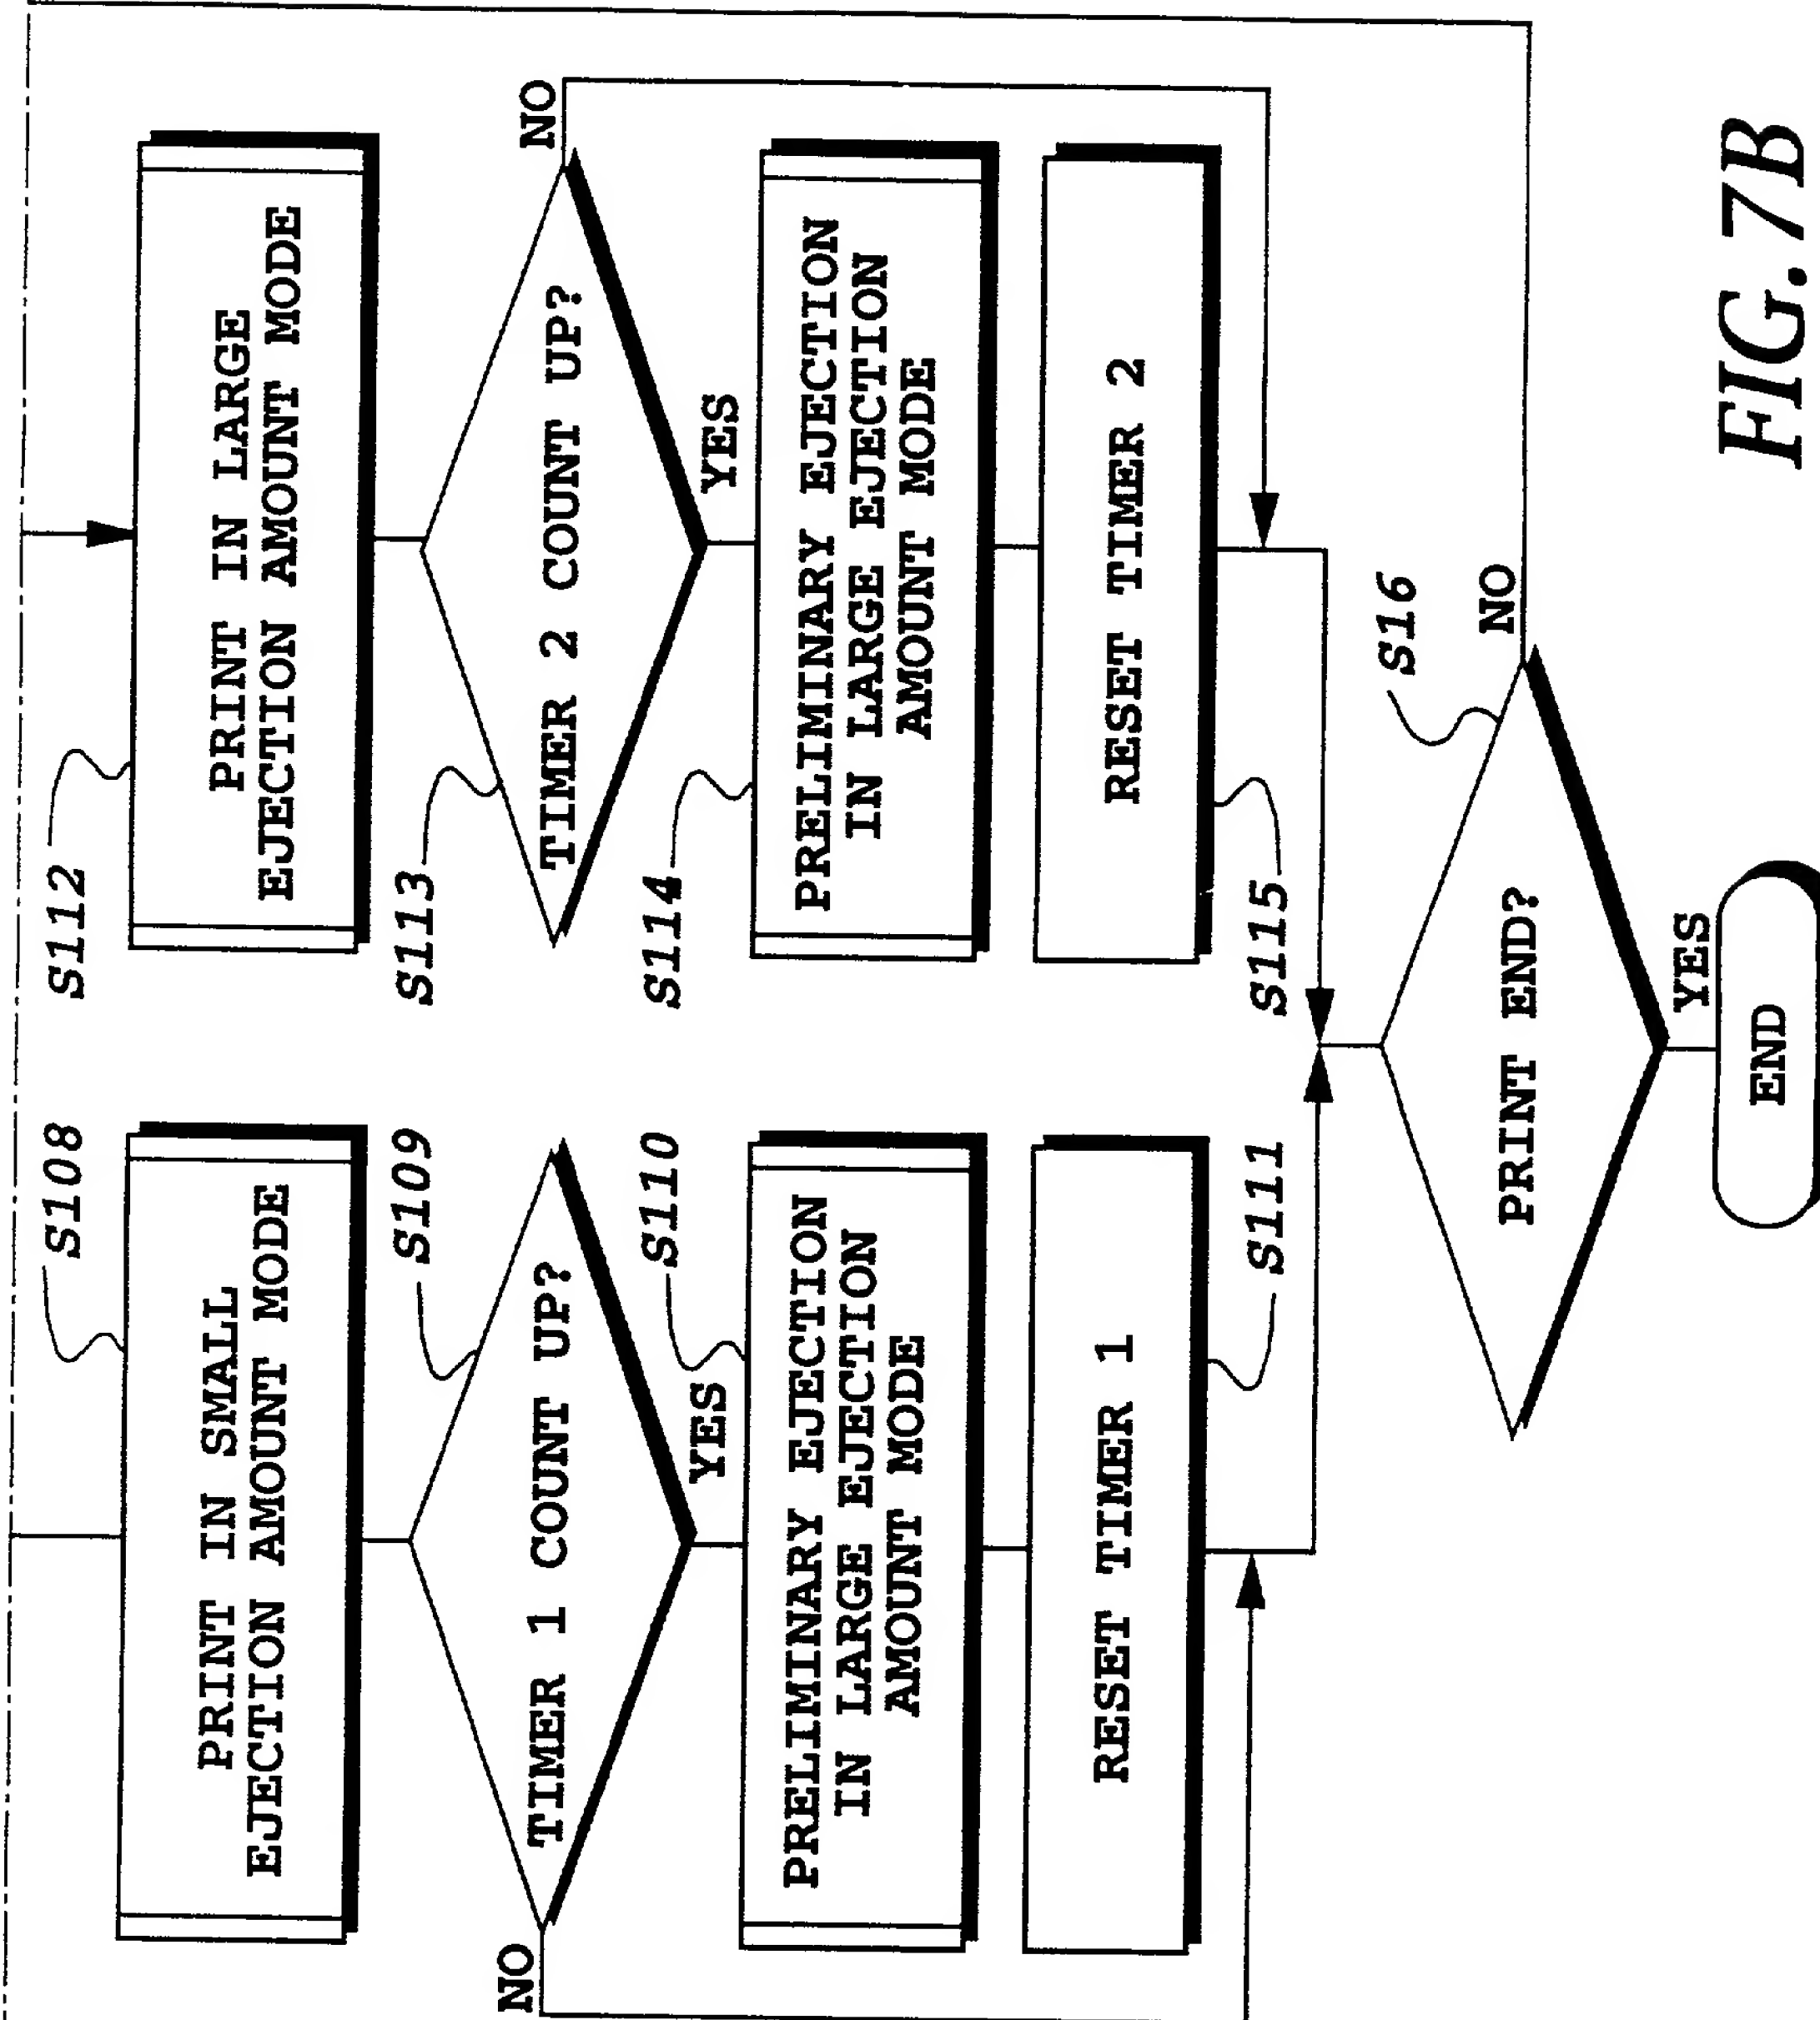 S108
PRINT IN SMALL
EJECTION AMOUNT MODE
S109
TIMER 1 COUNT UP?
NO
YES
S110
PRELIMINARY EJECTION
IN LARGE EJECTION
AMOUNT MODE
RESET TIMER 1
S111
S112
PRINT IN LARGE
EJECTION AMOUNT MODE
S113
TIMER 2 COUNT UP?
NO
YES
S114
PRELIMINARY EJECTION
IN LARGE EJECTION
AMOUNT MODE
RESET TIMER 2
S115
S16
PRINT END?
NO
YES
END
FIG. 7B